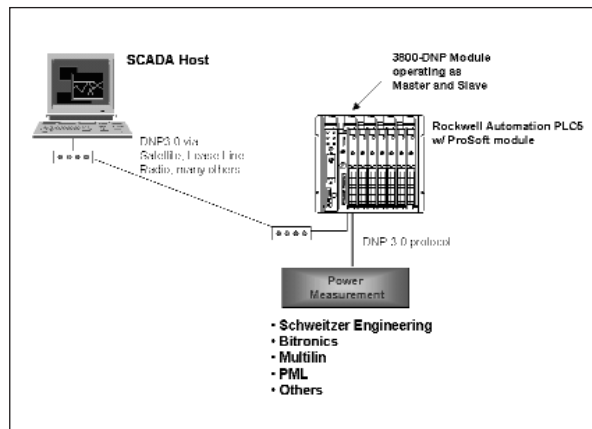 SCADA Host
3800-DNP Module
operating as
Master and Slave
Rockwell Automation PLC5
w/ ProSoft module
DNP3.0 via
Satellite, Lease Line
Radio, many others
DNP 3.0 protocol
Power
Measurement
• Schweitzer Engineering
• Bitronics
• Multilin
• PML
• Others